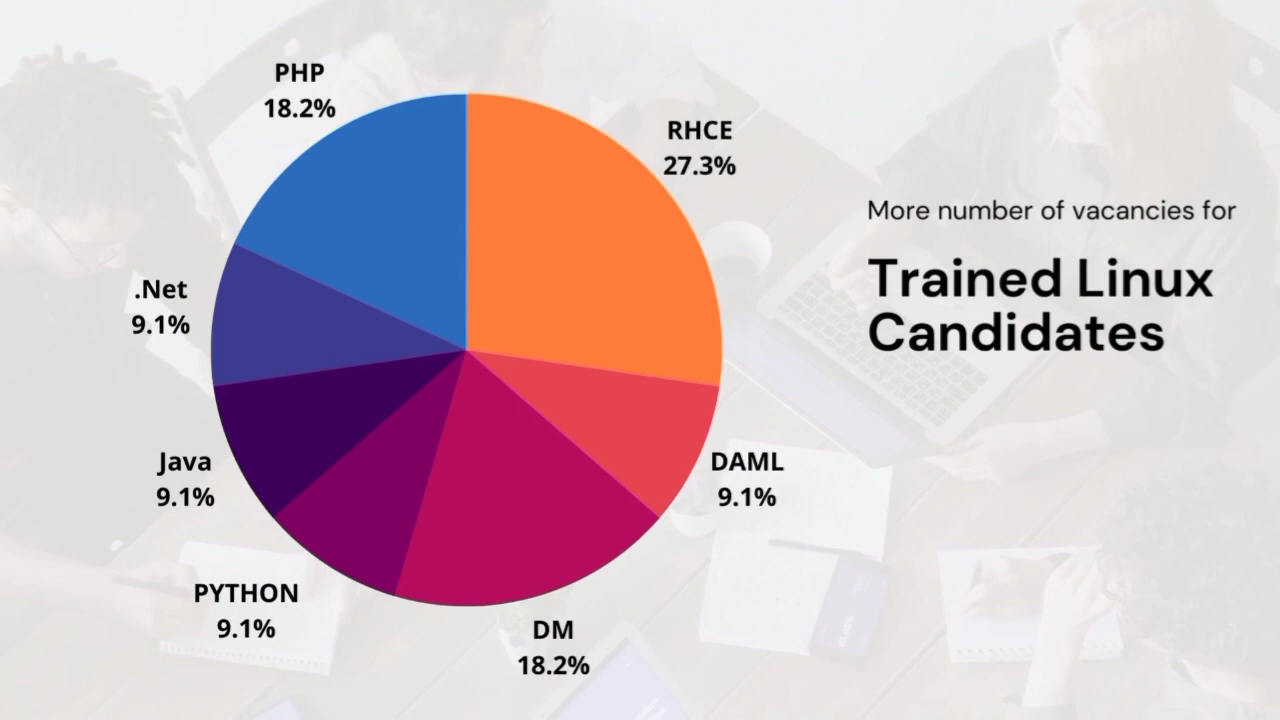 PHP
18.2%
RHCE
27.3%
More number of vacancies for
Trained Linux
Candidates
.Net
9.1%
Java
9.1%
DAML
9.1%
PYTHON
9.1%
DM
18.2%